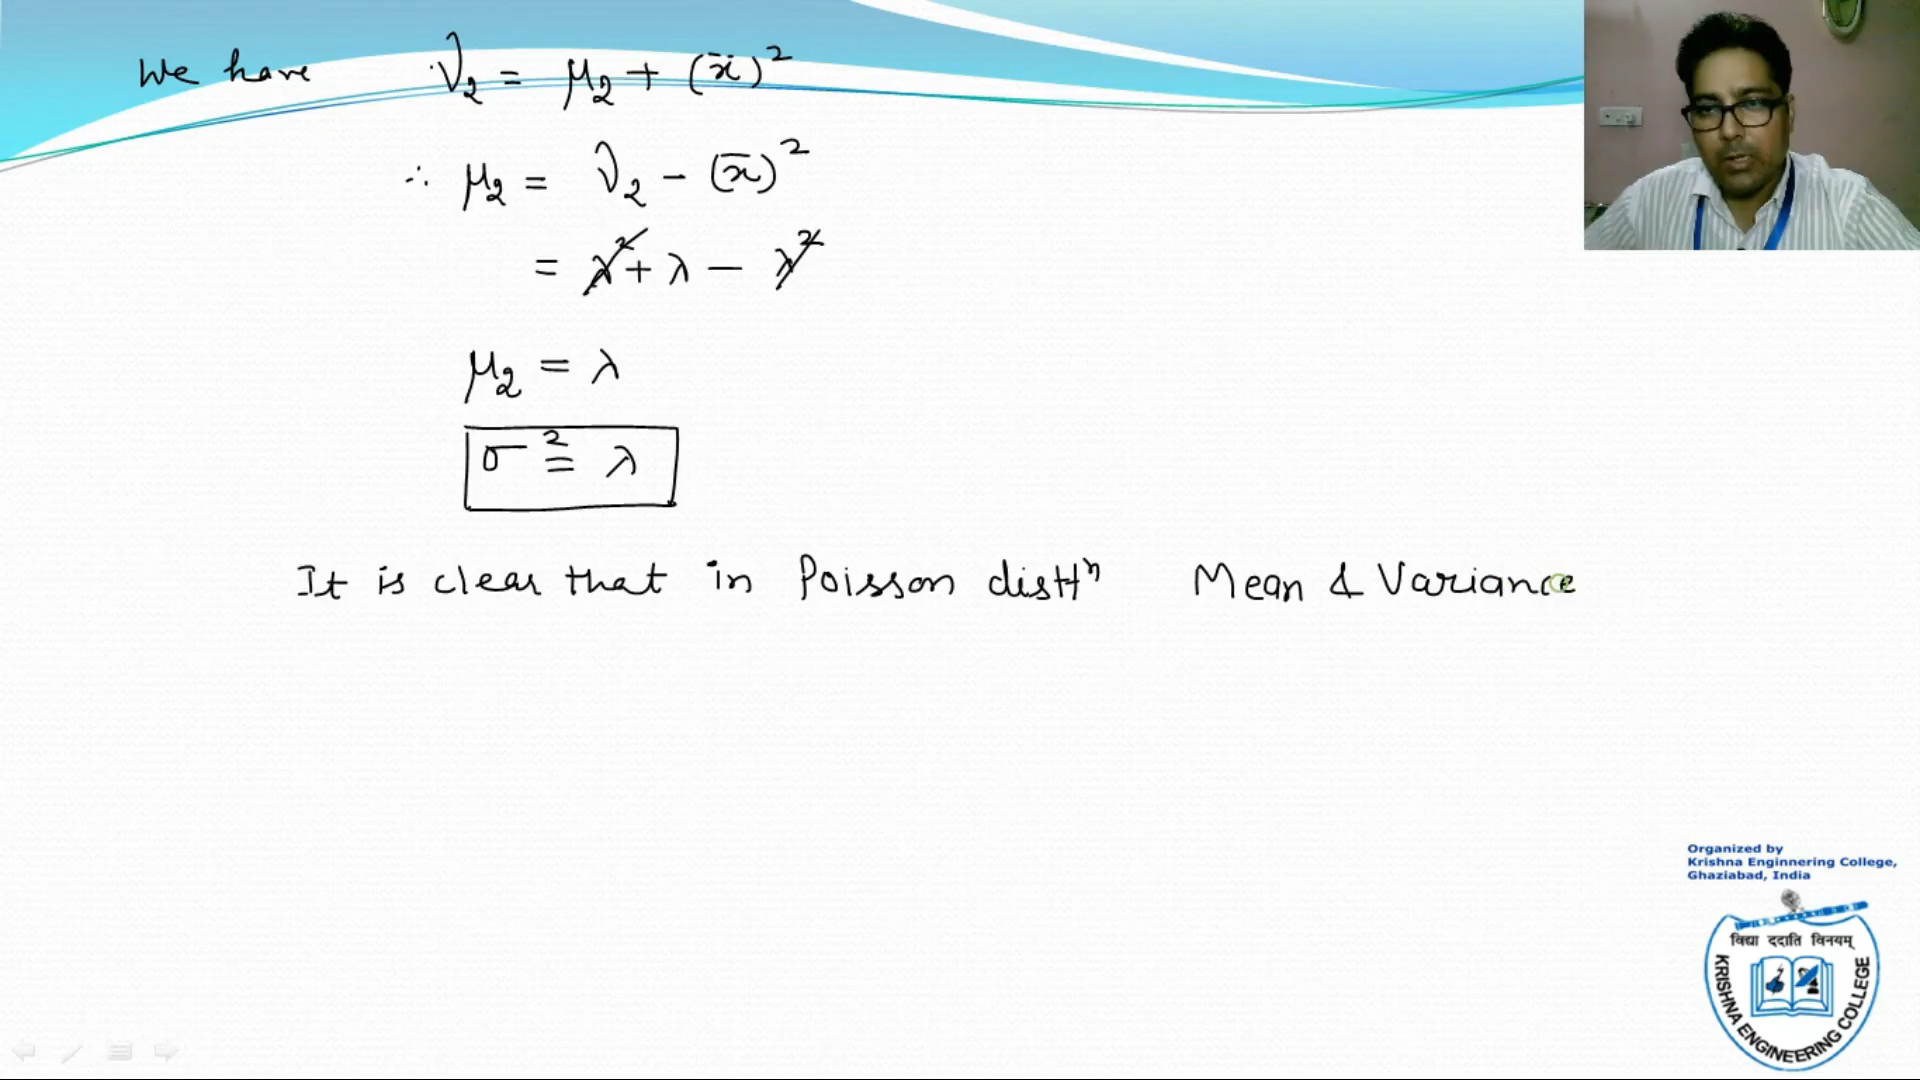 We have ν₂ = μ₂ + (x̄)²
∴ μ₂ = ν₂ − (x̄)²
= λ² + λ − λ²
μ₂ = λ
σ² = λ
It is clear that in Poisson disttⁿ Mean & Variance
Organized by
Krishna Enginnering College,
Ghaziabad, India
विद्या ददाति विनयम्
KRISHNA ENGINEERING COLLEGE